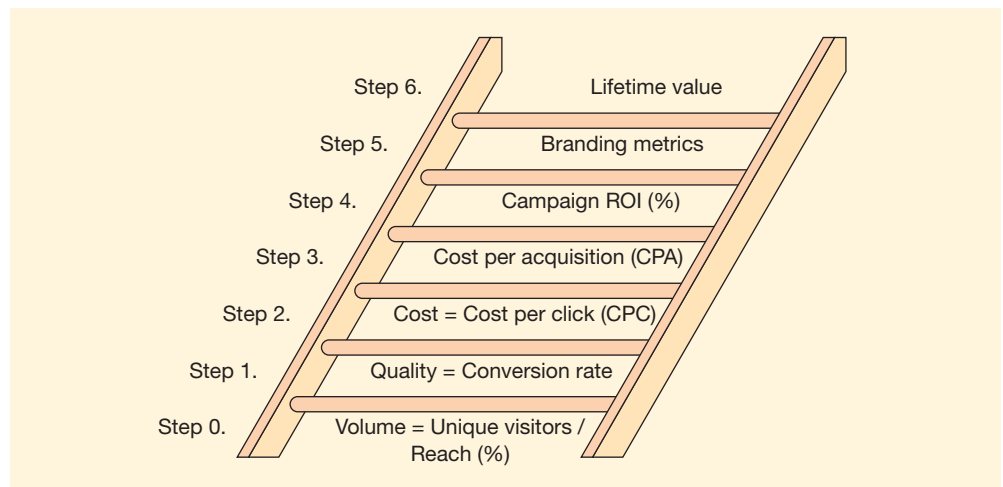 Step 6. Lifetime value
Step 5. Branding metrics
Step 4. Campaign ROI (%)
Step 3. Cost per acquisition (CPA)
Step 2. Cost = Cost per click (CPC)
Step 1. Quality = Conversion rate
Step 0. Volume = Unique visitors /
Reach (%)